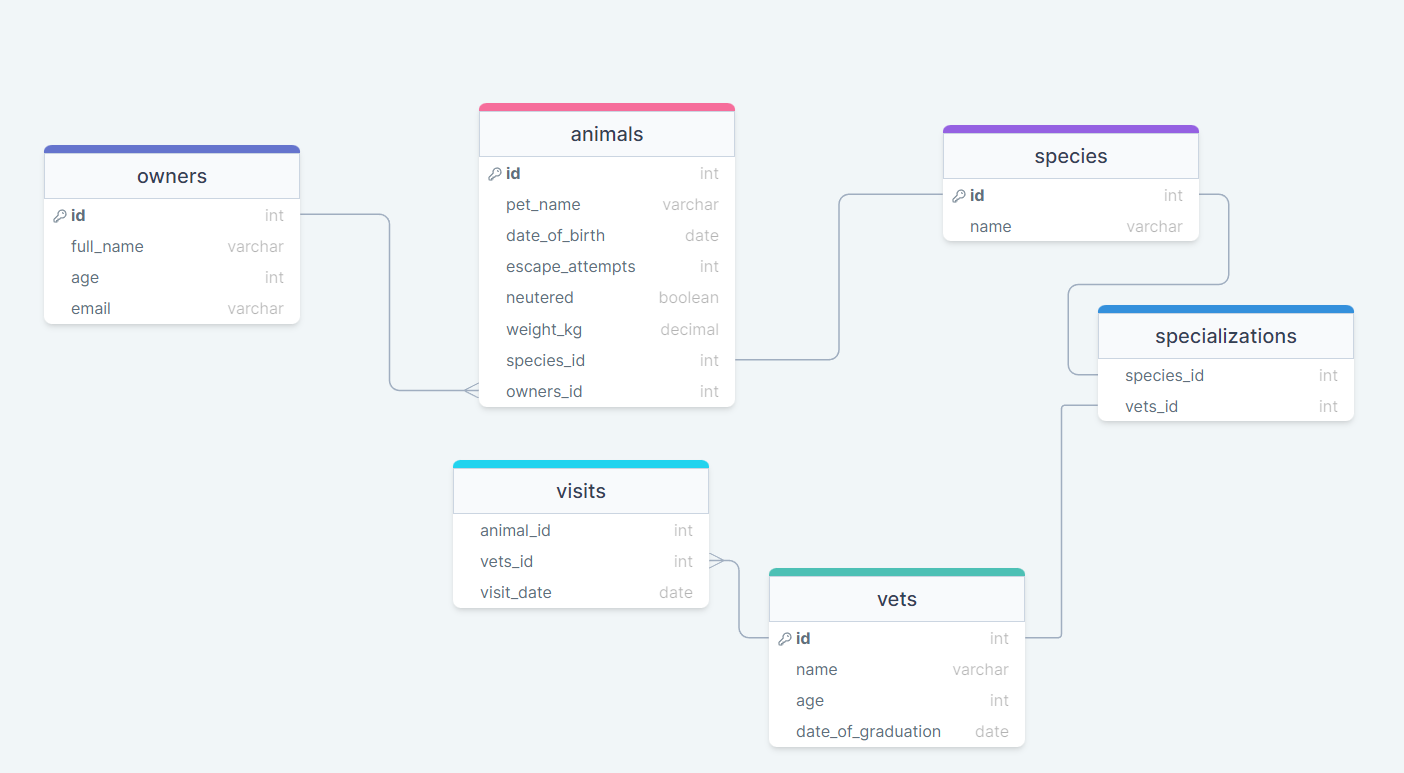 owners
id int
full_name varchar
age int
email varchar
animals
id int
pet_name varchar
date_of_birth date
escape_attempts int
neutered boolean
weight_kg decimal
species_id int
owners_id int
species
id int
name varchar
specializations
species_id int
vets_id int
visits
animal_id int
vets_id int
visit_date date
vets
id int
name varchar
age int
date_of_graduation date